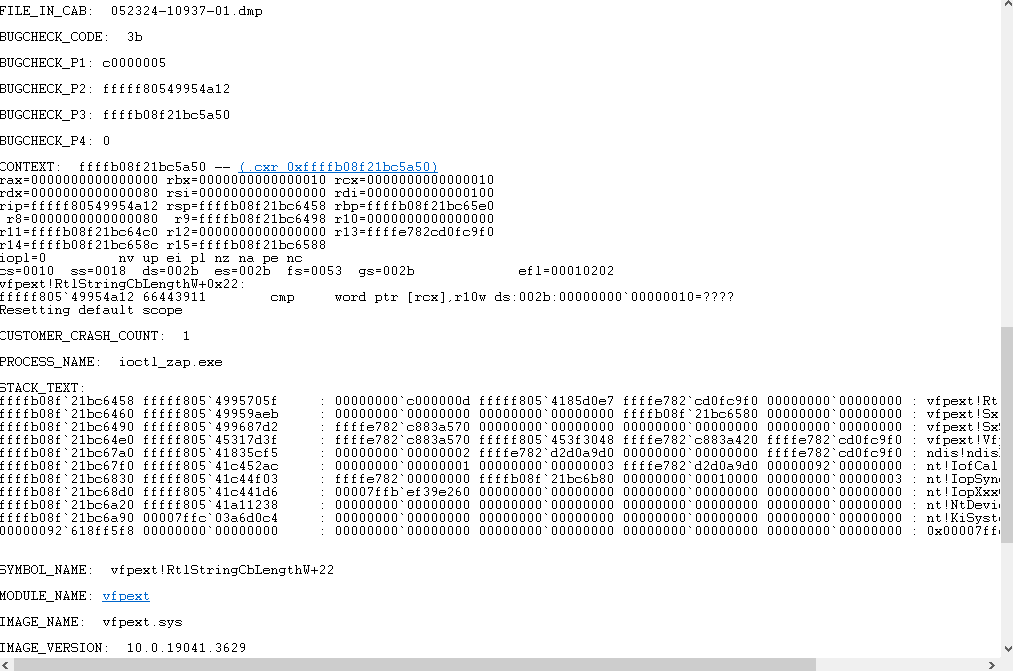 FILE_IN_CAB:  052324-10937-01.dmp
BUGCHECK_CODE:  3b
BUGCHECK_P1: c0000005
BUGCHECK_P2: fffff80549954a12
BUGCHECK_P3: ffffb08f21bc5a50
BUGCHECK_P4: 0
CONTEXT:  ffffb08f21bc5a50 -- (.cxr 0xffffb08f21bc5a50)
rax=0000000000000000 rbx=0000000000000010 rcx=0000000000000010
rdx=0000000000000080 rsi=0000000000000000 rdi=0000000000000100
rip=fffff80549954a12 rsp=ffffb08f21bc6458 rbp=ffffb08f21bc65e0
 r8=0000000000000080  r9=ffffb08f21bc6498 r10=0000000000000000
r11=ffffb08f21bc64c0 r12=0000000000000000 r13=ffffe782cd0fc9f0
r14=ffffb08f21bc658c r15=ffffb08f21bc6588
iopl=0         nv up ei pl nz na pe nc
cs=0010  ss=0018  ds=002b  es=002b  fs=0053  gs=002b             efl=00010202
vfpext!RtlStringCbLengthW+0x22:
fffff805`49954a12 66443911        cmp     word ptr [rcx],r10w ds:002b:00000000`00000010=????
Resetting default scope
CUSTOMER_CRASH_COUNT:  1
PROCESS_NAME:  ioctl_zap.exe
STACK_TEXT:
ffffb08f`21bc6458 fffff805`4995705f     : 00000000`c000000d fffff805`4185d0e7 ffffe782`cd0fc9f0 00000000`00000000 : vfpext!Rt
ffffb08f`21bc6460 fffff805`49959aeb     : 00000000`00000000 00000000`00000000 ffffb08f`21bc6580 00000000`00000000 : vfpext!Sx
ffffb08f`21bc6490 fffff805`499687d2     : ffffe782`c883a570 00000000`00000000 00000000`00000000 00000000`00000000 : vfpext!Sx
ffffb08f`21bc64e0 fffff805`45317d3f     : ffffe782`c883a570 fffff805`453f3048 ffffe782`c883a420 ffffe782`cd0fc9f0 : vfpext!Vf
ffffb08f`21bc67a0 fffff805`41835cf5     : 00000000`00000002 ffffe782`d2d0a9d0 00000000`00000000 ffffe782`cd0fc9f0 : ndis!ndis
ffffb08f`21bc67f0 fffff805`41c452ac     : 00000000`00000001 00000000`00000003 ffffe782`d2d0a9d0 00000092`00000000 : nt!IofCal
ffffb08f`21bc6830 fffff805`41c44f03     : ffffe782`00000000 ffffb08f`21bc6b80 00000000`00010000 00000000`00000003 : nt!IopSyn
ffffb08f`21bc68d0 fffff805`41c441d6     : 00007ffb`ef39e260 00000000`00000000 00000000`00000000 00000000`00000000 : nt!IopXxx
ffffb08f`21bc6a20 fffff805`41a11238     : 00000000`00000000 00000000`00000000 00000000`00000000 00000000`00000000 : nt!NtDevi
ffffb08f`21bc6a90 00007ffc`03a6d0c4     : 00000000`00000000 00000000`00000000 00000000`00000000 00000000`00000000 : nt!KiSyst
00000092`618ff5f8 00000000`00000000     : 00000000`00000000 00000000`00000000 00000000`00000000 00000000`00000000 : 0x00007ff
SYMBOL_NAME:  vfpext!RtlStringCbLengthW+22
MODULE_NAME: vfpext
IMAGE_NAME:  vfpext.sys
IMAGE_VERSION:  10.0.19041.3629